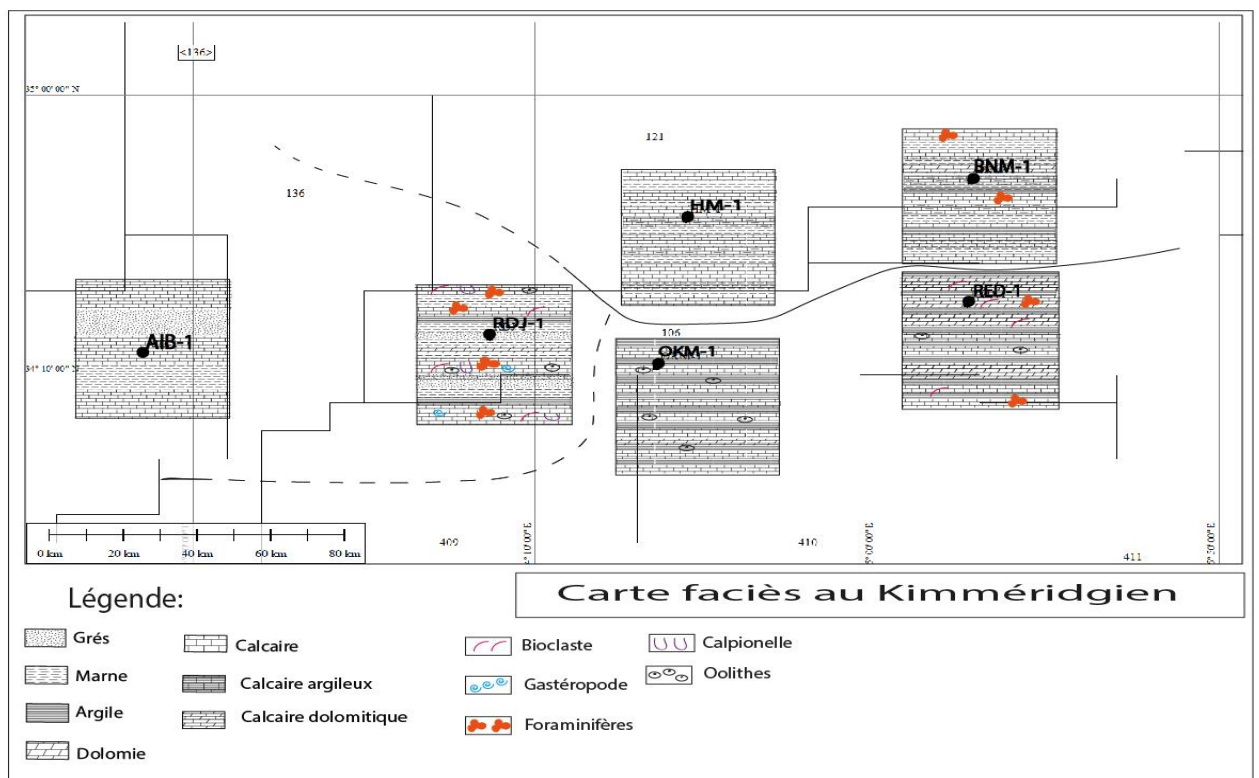 <136>
35° 00' 00" N
121
136
BNM-1
HM-1
RED-1
RDJ-1
106
AIB-1
OKM-1
34° 10' 00" N
409
410
411
0 km 20 km 40 km 60 km 80 km
Carte faciès au Kimméridgien
Légende:
Grés
Calcaire
Bioclaste
Calpionelle
Marne
Calcaire argileux
Gastéropode
Oolithes
Argile
Calcaire dolomitique
Foraminifères
Dolomie